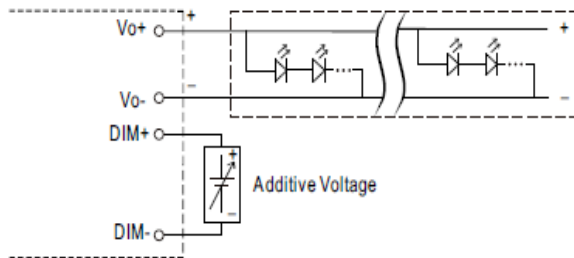 Vo+
+
+
−
Vo-
−
DIM+
+
Additive Voltage
−
DIM-